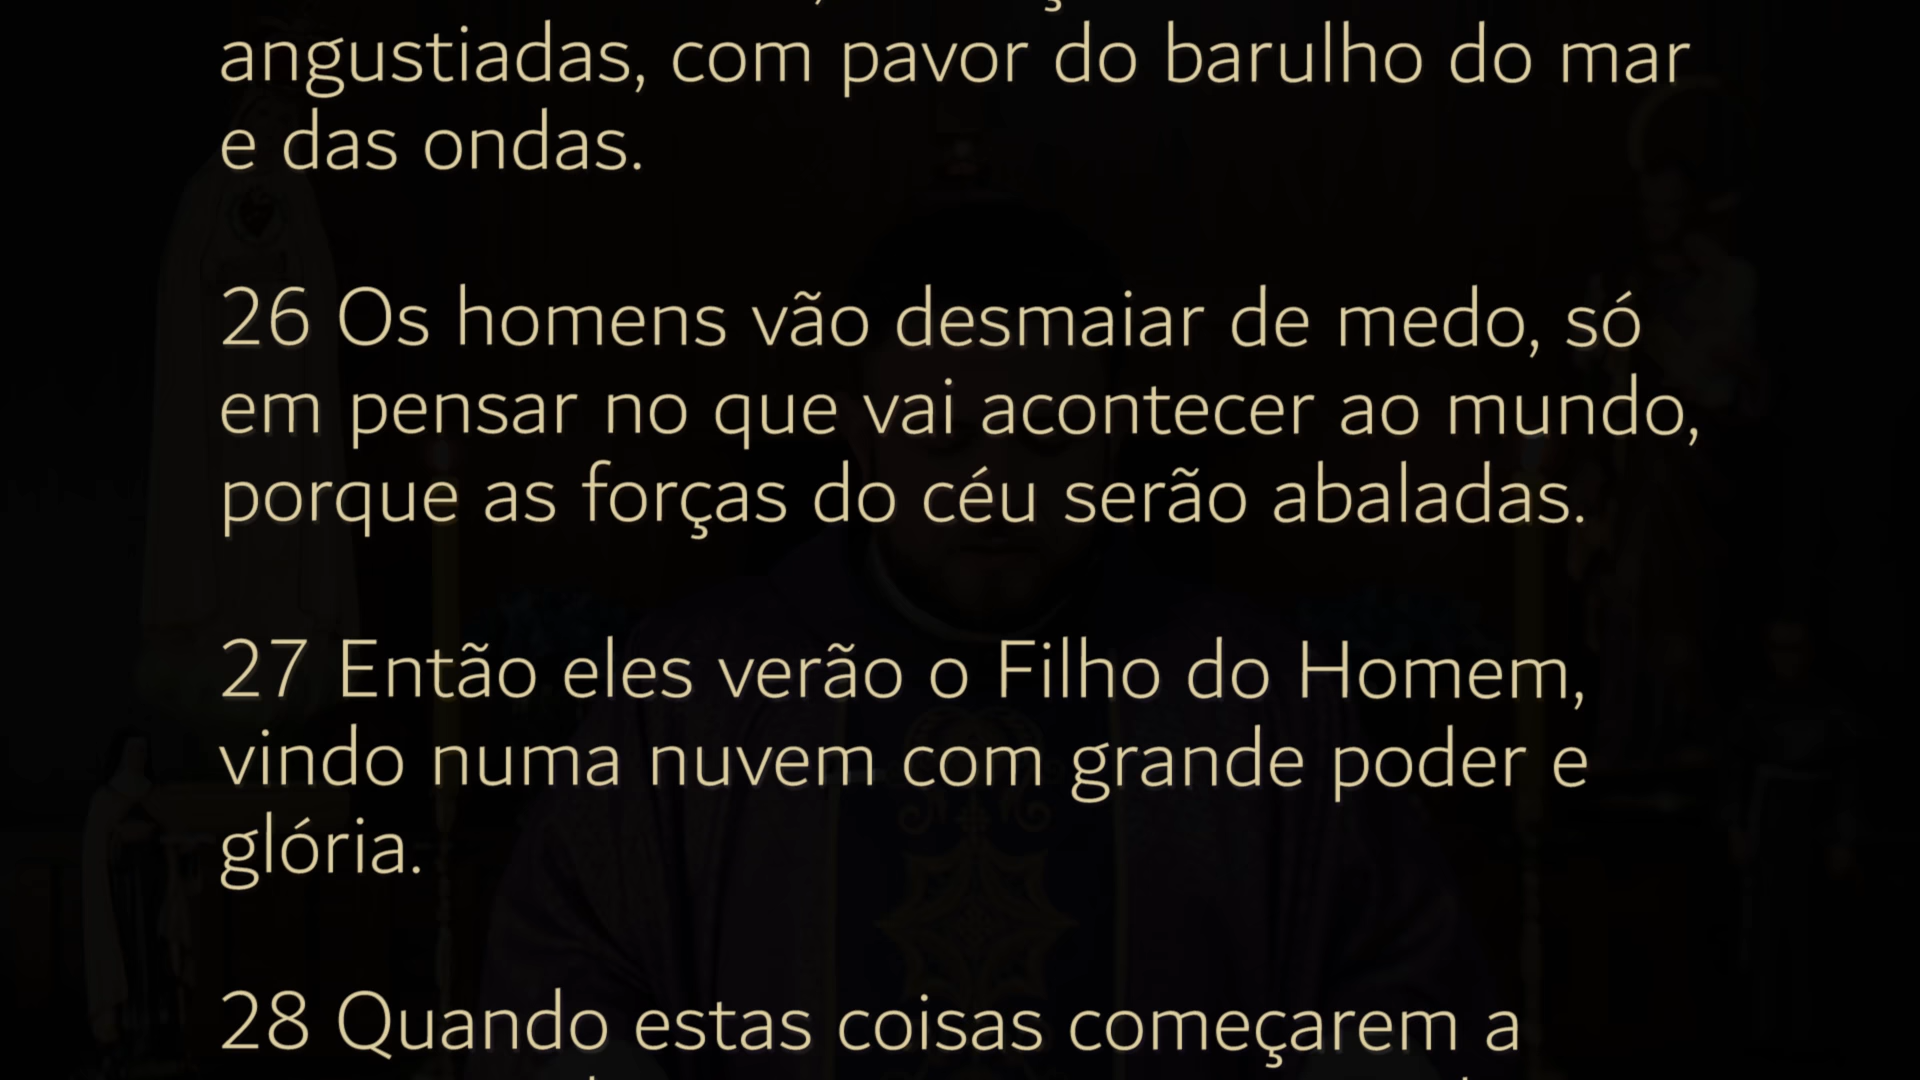 angustiadas, com pavor do barulho do mar
e das ondas.
26 Os homens vão desmaiar de medo, só
em pensar no que vai acontecer ao mundo,
porque as forças do céu serão abaladas.
27 Então eles verão o Filho do Homem,
vindo numa nuvem com grande poder e
glória.
28 Quando estas coisas começarem a